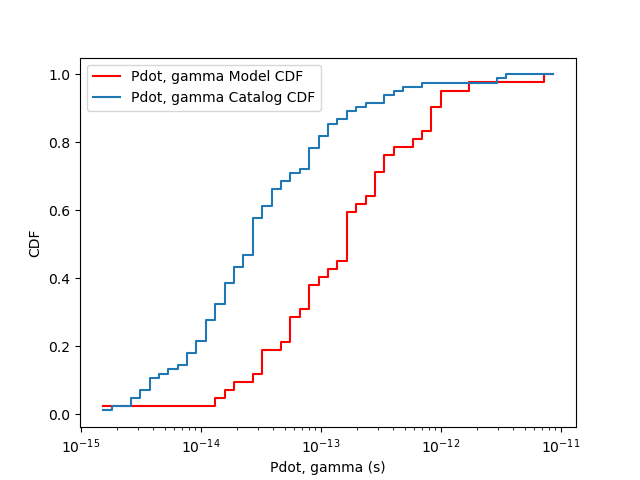 Pdot, gamma Model CDF
Pdot, gamma Catalog CDF
1.0
0.8
0.6
0.4
0.2
0.0
CDF
10⁻¹⁵ 10⁻¹⁴ 10⁻¹³ 10⁻¹² 10⁻¹¹
Pdot, gamma (s)